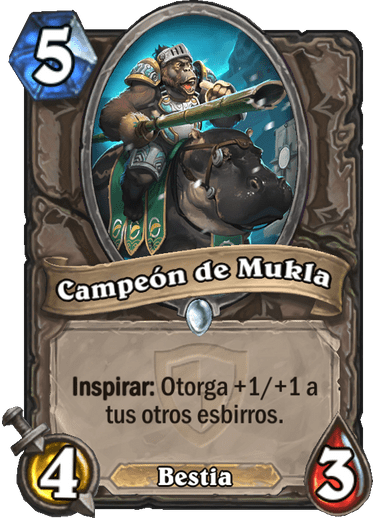 5
Campeón de Mukla
Inspirar: Otorga +1/+1 a
tus otros esbirros.
4
Bestia
3